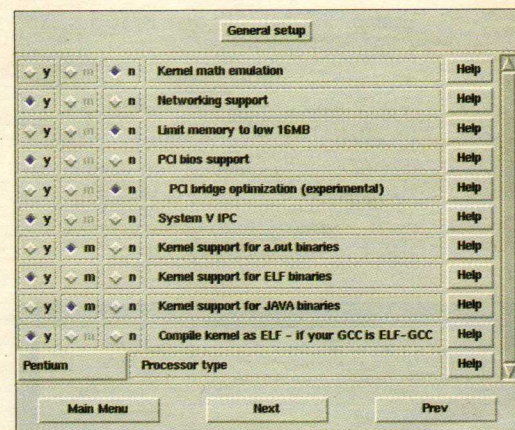 General setup
y m n Kernel math emulation Help
y m n Networking support Help
y m n Limit memory to low 16MB Help
y m n PCI bios support Help
y m n PCI bridge optimization (experimental) Help
y m n System V IPC Help
y m n Kernel support for a.out binaries Help
y m n Kernel support for ELF binaries Help
y m n Kernel support for JAVA binaries Help
y m n Compile kernel as ELF - if your GCC is ELF-GCC Help
Pentium Processor type Help
Main Menu Next Prev